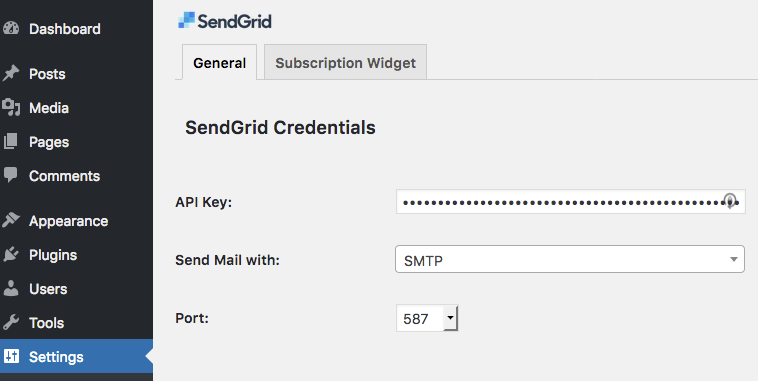 SendGrid
Dashboard
Posts
Media
Pages
Comments
Appearance
Plugins
Users
Tools
Settings
General
Subscription Widget
SendGrid Credentials
API Key: ••••••••••••••••••••••••••••••••••••••••••••••••
Send Mail with: SMTP
Port: 587